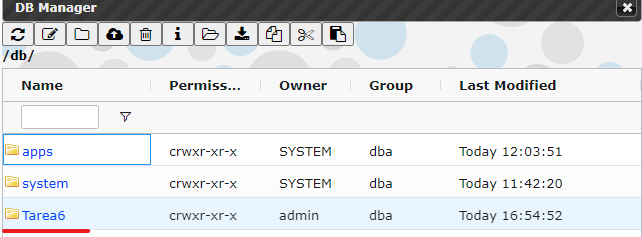 DB Manager
/db/
Name Permiss... Owner Group Last Modified
apps crwxr-xr-x SYSTEM dba Today 12:03:51
system crwxr-xr-x SYSTEM dba Today 11:42:20
Tarea6 crwxr-xr-x admin dba Today 16:54:52